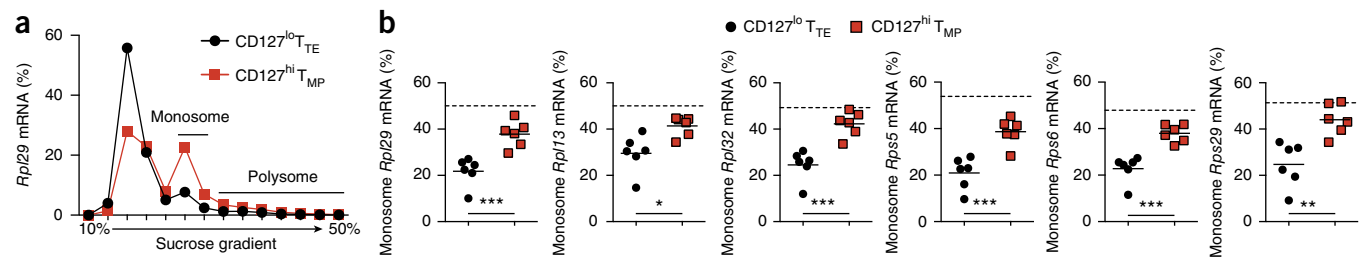 a
Rpl29 mRNA (%)
60
40
20
0
CD127lo TTE
CD127hi TMP
Monosome
Polysome
10%
50%
Sucrose gradient
b
CD127lo TTE
CD127hi TMP
Monosome Rpl29 mRNA (%)
60
40
20
0
***
Monosome Rpl13 mRNA (%)
60
40
20
0
*
Monosome Rpl32 mRNA (%)
60
40
20
0
***
Monosome Rps5 mRNA (%)
60
40
20
0
***
Monosome Rps6 mRNA (%)
60
40
20
0
***
Monosome Rps29 mRNA (%)
60
40
20
0
**